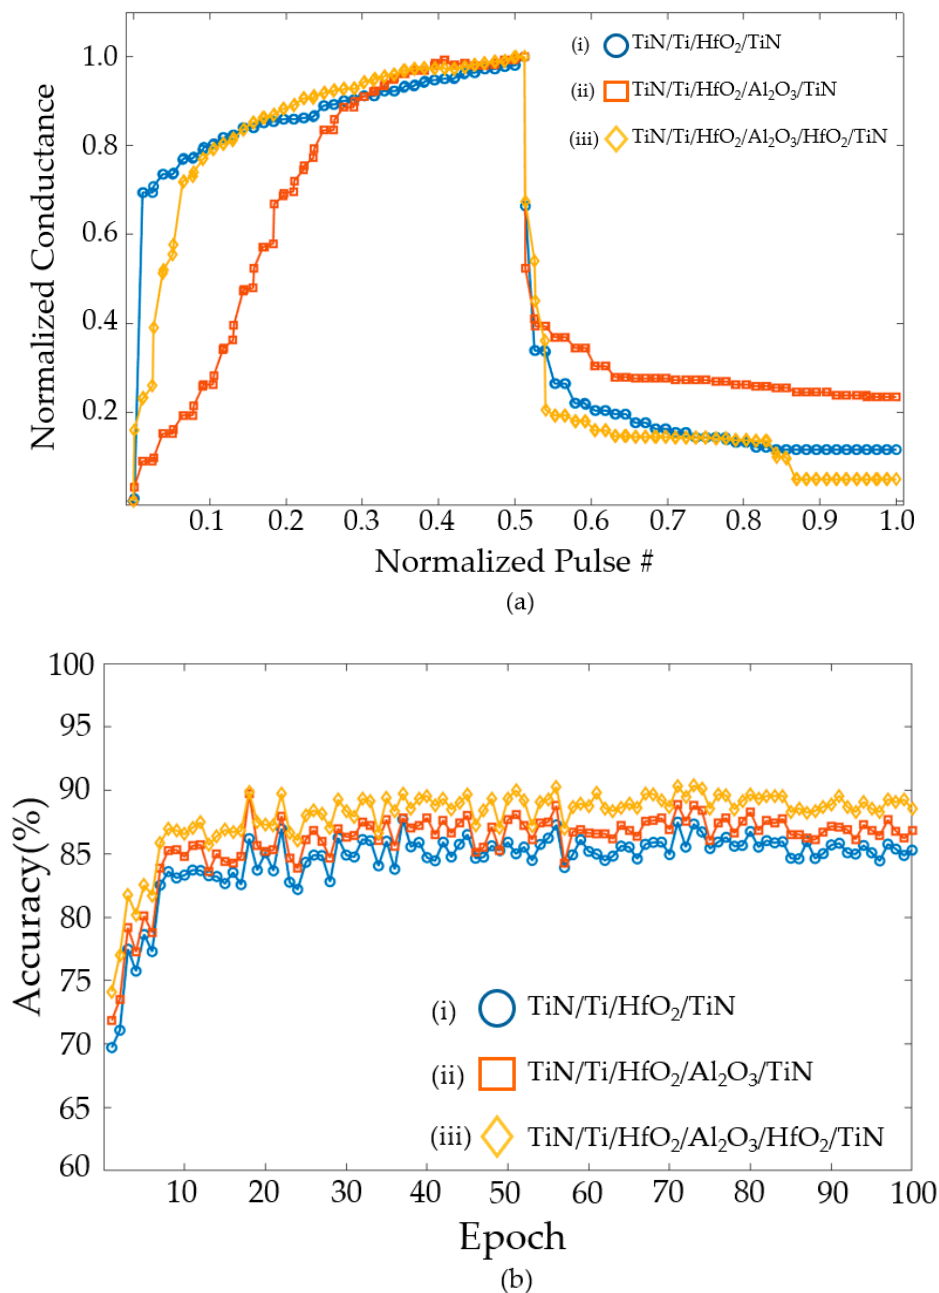 1.0
0.8
0.6
0.4
0.2
Normalized Conductance
(i) TiN/Ti/HfO₂/TiN
(ii) TiN/Ti/HfO₂/Al₂O₃/TiN
(iii) TiN/Ti/HfO₂/Al₂O₃/HfO₂/TiN
0.1 0.2 0.3 0.4 0.5 0.6 0.7 0.8 0.9 1.0
Normalized Pulse #
(a)
100
95
90
85
80
75
70
65
60
Accuracy(%)
(i) TiN/Ti/HfO₂/TiN
(ii) TiN/Ti/HfO₂/Al₂O₃/TiN
(iii) TiN/Ti/HfO₂/Al₂O₃/HfO₂/TiN
10 20 30 40 50 60 70 80 90 100
Epoch
(b)